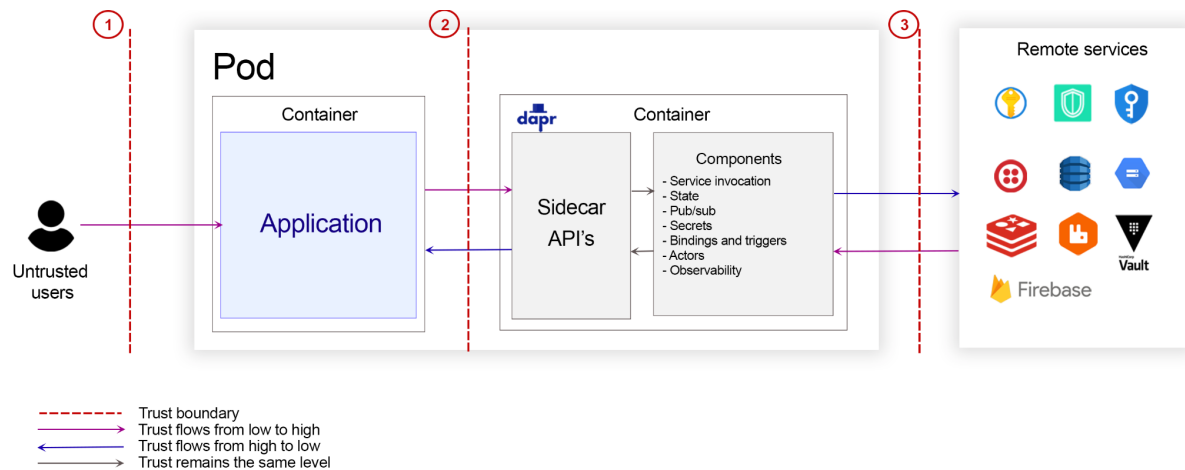 1
2
3
Pod
Remote services
Container
dapr
Container
Components
- Service invocation
- State
- Pub/sub
- Secrets
- Bindings and triggers
- Actors
- Observability
Application
Sidecar
API's
Untrusted
users
HashiCorp
Vault
Firebase
Trust boundary
Trust flows from low to high
Trust flows from high to low
Trust remains the same level